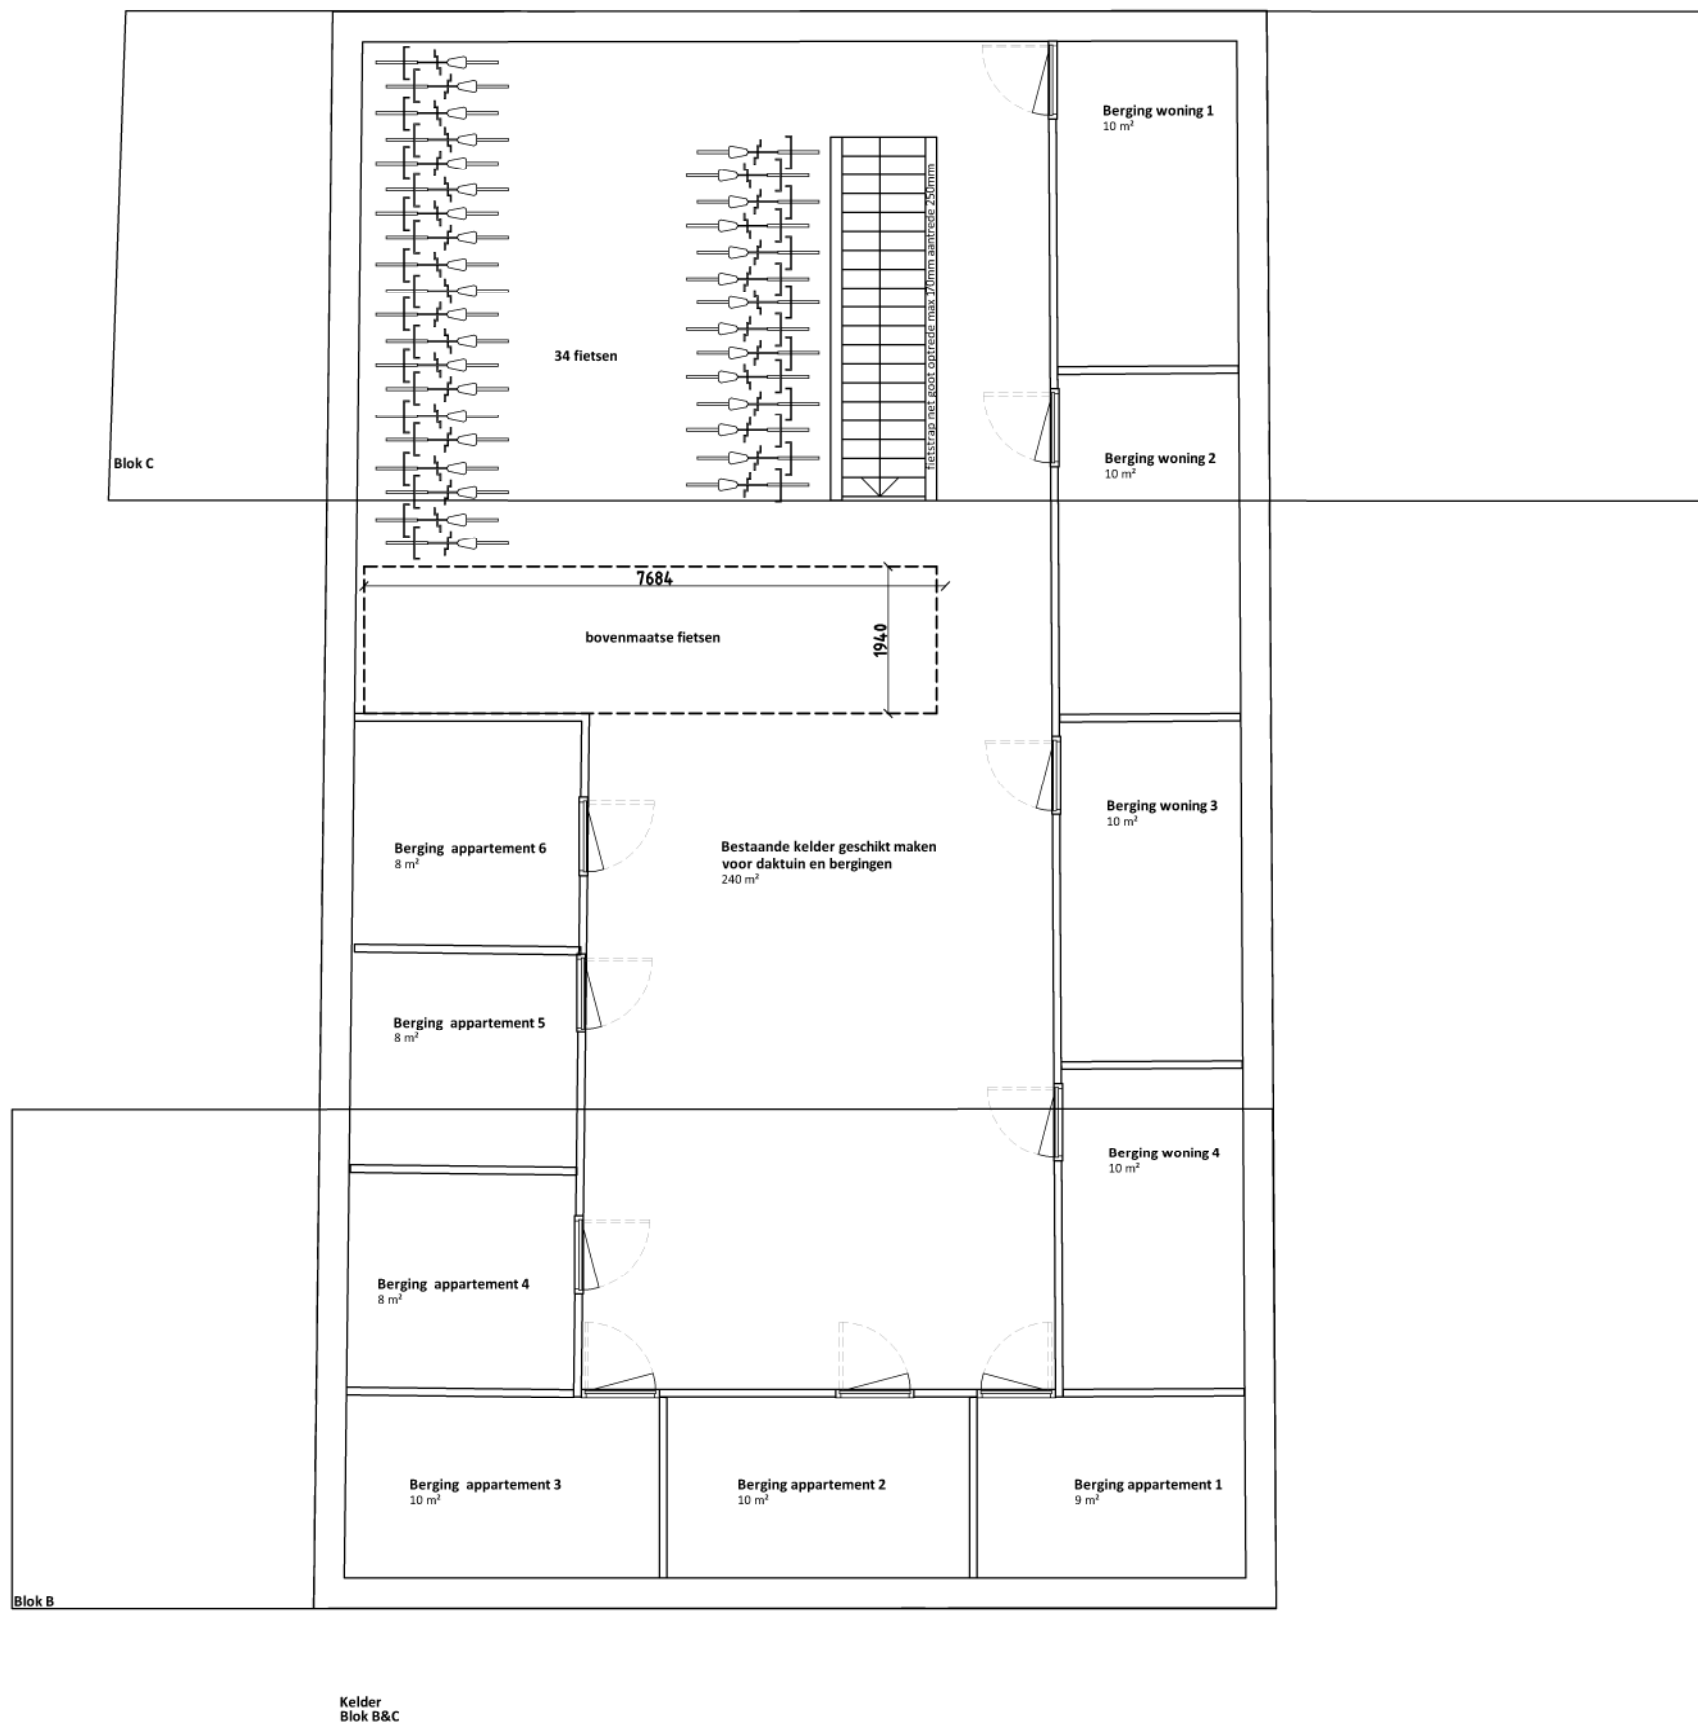 Berging woning 1
10 m²
fietstrap net goot optrede max 170mm aantrede 250mm
34 fietsen
Blok C
Berging woning 2
10 m²
7684
bovenmaatse fietsen
1940
Berging woning 3
10 m²
Berging appartement 6
8 m²
Bestaande kelder geschikt maken
voor daktuin en bergingen
240 m²
Berging appartement 5
8 m²
Berging woning 4
10 m²
Berging appartement 4
8 m²
Berging appartement 3
10 m²
Berging appartement 2
10 m²
Berging appartement 1
9 m²
Blok B
Kelder
Blok B&C